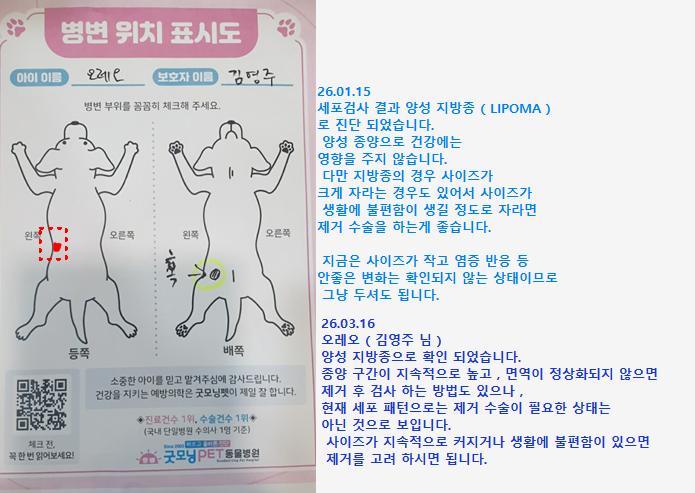 병변 위치 표시도
아이 이름 오레오 보호자 이름 김영주
병변 부위를 꼼꼼히 체크해 주세요.
왼쪽 오른쪽 왼쪽 오른쪽
혹
등쪽 배쪽
소중한 아이를 믿고 맡겨주심에 감사드립니다.
건강을 지키는 예방의학은 굿모닝펫이 제일 잘 합니다.
진료건수 1위, 수술건수 1위
(국내 단일병원 수의사 1명 기준)
체크 전,
꼭 한 번 읽어보세요!
Since 2005
굿모닝PET동물병원
26.01.15
세포검사 결과 양성 지방종 ( LIPOMA )
로 진단 되었습니다.
양성 종양으로 건강에는
영향을 주지 않습니다.
다만 지방종의 경우 사이즈가
크게 자라는 경우도 있어서 사이즈가
생활에 불편함이 생길 정도로 자라면
제거 수술을 하는게 좋습니다.
지금은 사이즈가 작고 염증 반응 등
안좋은 변화는 확인되지 않는 상태이므로
그냥 두셔도 됩니다.
26.03.16
오레오 ( 김영주 님 )
양성 지방종으로 확인 되었습니다.
종양 구간이 지속적으로 높고 , 면역이 정상화되지 않으면
제거 후 검사 하는 방법도 있으나 ,
현재 세포 패턴으로는 제거 수술이 필요한 상태는
아닌 것으로 보입니다.
사이즈가 지속적으로 커지거나 생활에 불편함이 있으면
제거를 고려 하시면 됩니다.